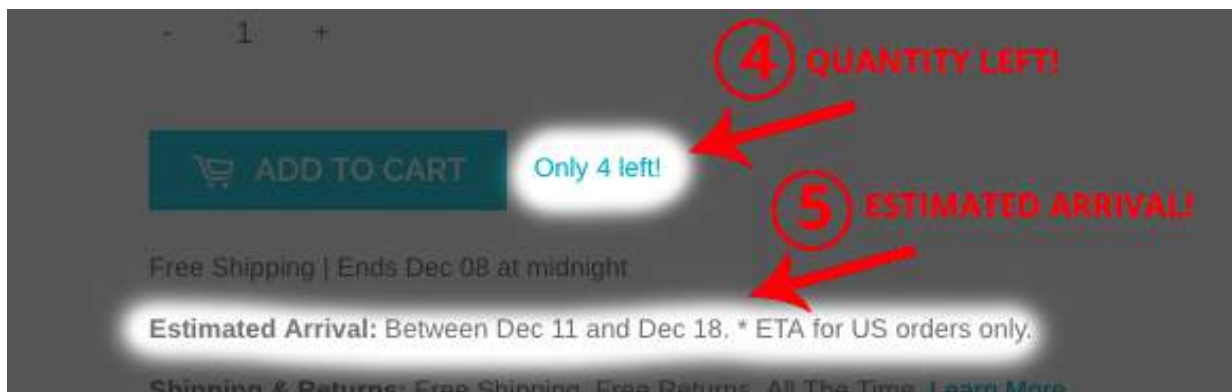 - 1 +
4 QUANTITY LEFT!
ADD TO CART
Only 4 left!
5 ESTIMATED ARRIVAL!
Free Shipping | Ends Dec 08 at midnight
Estimated Arrival: Between Dec 11 and Dec 18. * ETA for US orders only.
Shipping & Returns: Free Shipping. Free Returns. All The Time. Learn More